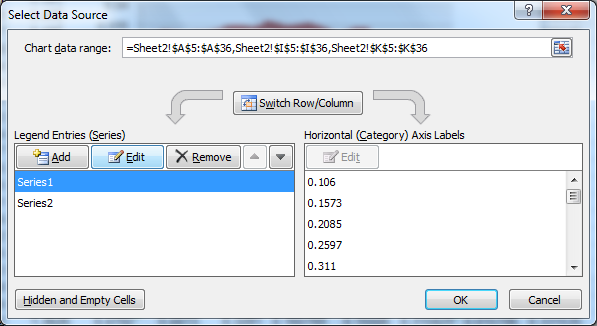 Select Data Source
Chart data range: =Sheet2!$A$5:$A$36,Sheet2!$I$5:$I$36,Sheet2!$K$5:$K$36
Switch Row/Column
Legend Entries (Series)
Add Edit Remove
Series1
Series2
Horizontal (Category) Axis Labels
Edit
0.106
0.1573
0.2085
0.2597
0.311
Hidden and Empty Cells
OK Cancel